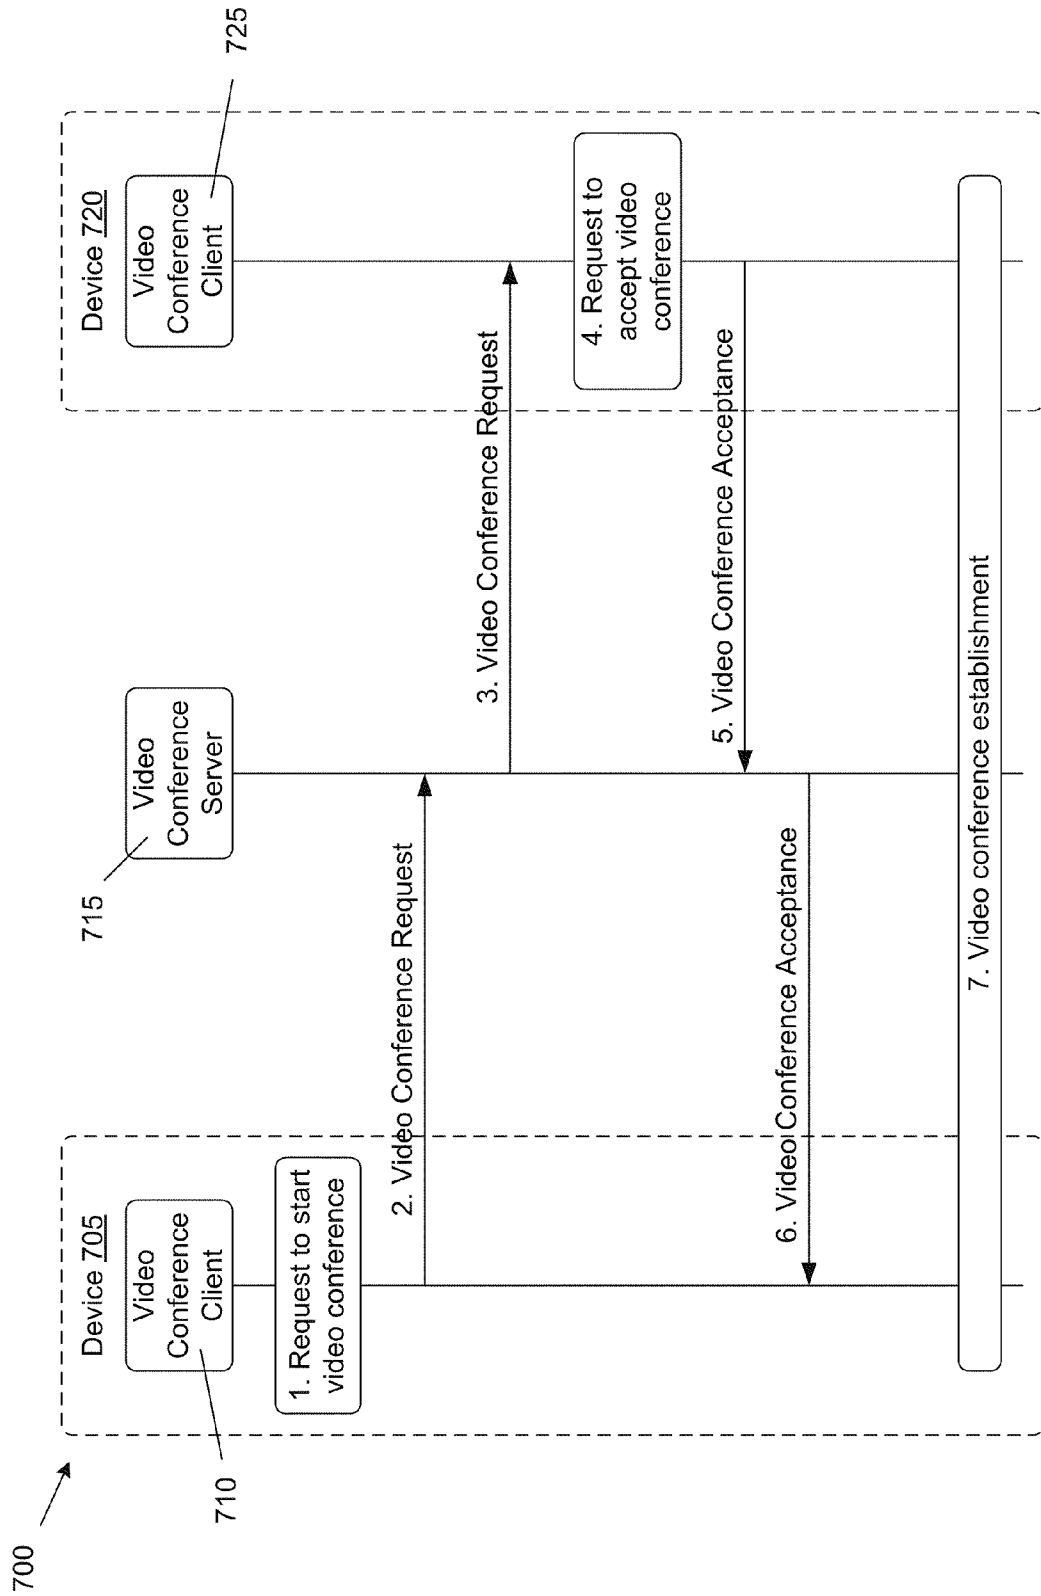 700
Device 705
Video
Conference
Client
710
715
Video
Conference
Server
Device 720
Video
Conference
Client
725
1. Request to start
video conference
2. Video Conference Request
3. Video Conference Request
4. Request to
accept video
conference
5. Video Conference Acceptance
6. Video Conference Acceptance
7. Video conference establishment